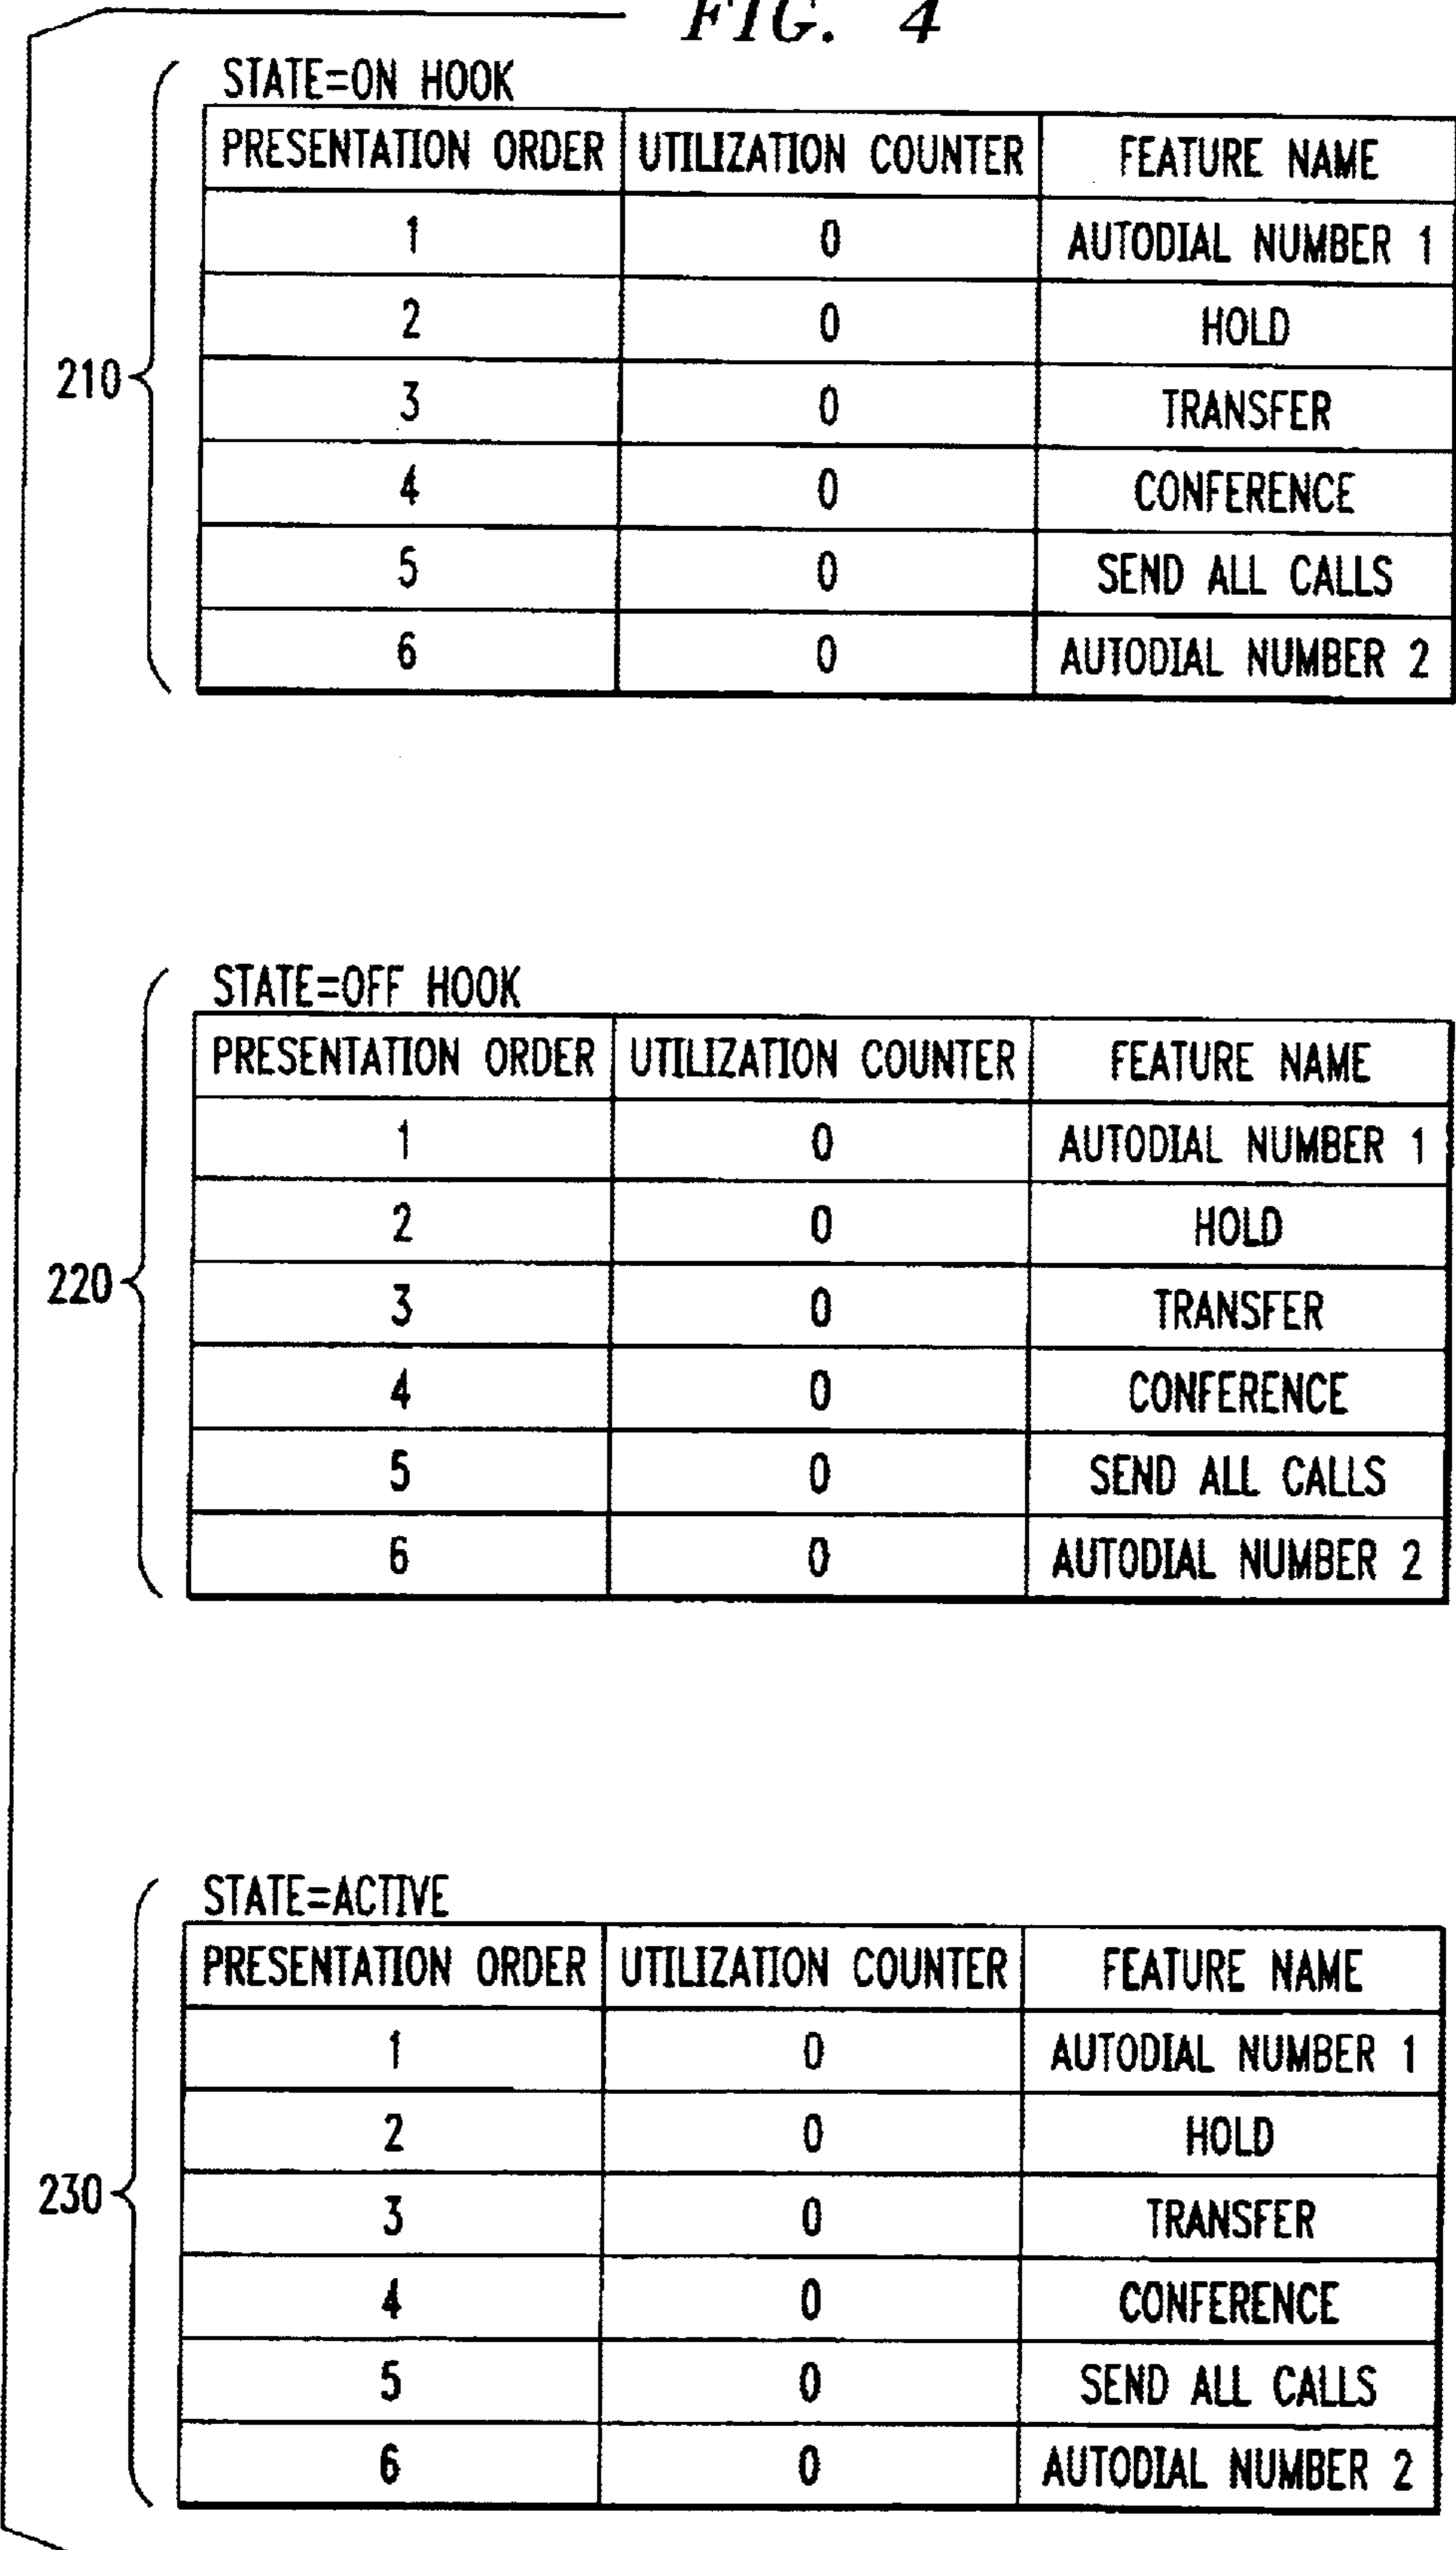 FIG. 4
STATE=ON HOOK
PRESENTATION ORDER UTILIZATION COUNTER FEATURE NAME
1 0 AUTODIAL NUMBER 1
2 0 HOLD
210
3 0 TRANSFER
4 0 CONFERENCE
5 0 SEND ALL CALLS
6 0 AUTODIAL NUMBER 2
STATE=OFF HOOK
PRESENTATION ORDER UTILIZATION COUNTER FEATURE NAME
1 0 AUTODIAL NUMBER 1
2 0 HOLD
220
3 0 TRANSFER
4 0 CONFERENCE
5 0 SEND ALL CALLS
6 0 AUTODIAL NUMBER 2
STATE=ACTIVE
PRESENTATION ORDER UTILIZATION COUNTER FEATURE NAME
1 0 AUTODIAL NUMBER 1
2 0 HOLD
230
3 0 TRANSFER
4 0 CONFERENCE
5 0 SEND ALL CALLS
6 0 AUTODIAL NUMBER 2